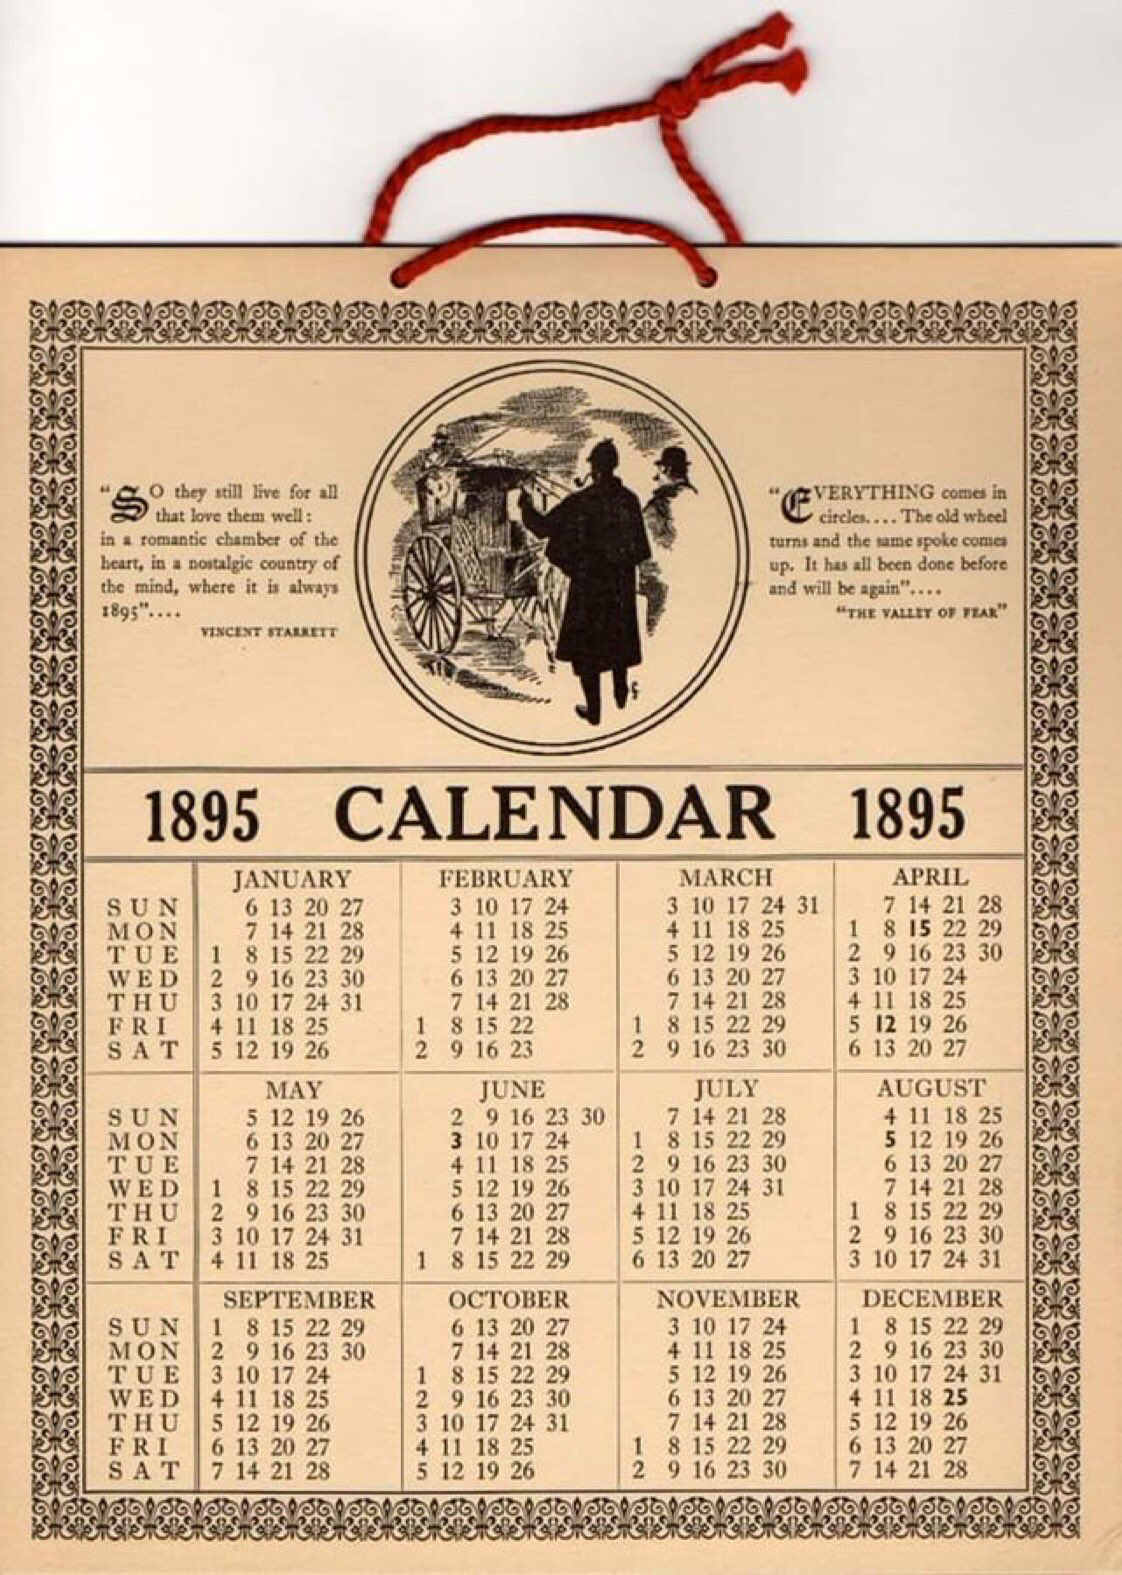 "SO they still live for all
that love them well:
in a romantic chamber of the
heart, in a nostalgic country of
the mind, where it is always
1895"....
VINCENT STARRETT
"EVERYTHING comes in
circles.... The old wheel
turns and the same spoke comes
up. It has all been done before
and will be again"....
"THE VALLEY OF FEAR"
1895 CALENDAR 1895
JANUARY FEBRUARY MARCH APRIL
SUN 6 13 20 27 3 10 17 24 3 10 17 24 31 7 14 21 28
MON 7 14 21 28 4 11 18 25 4 11 18 25 1 8 15 22 29
TUE 1 8 15 22 29 5 12 19 26 5 12 19 26 2 9 16 23 30
WED 2 9 16 23 30 6 13 20 27 6 13 20 27 3 10 17 24
THU 3 10 17 24 31 7 14 21 28 7 14 21 28 4 11 18 25
FRI 4 11 18 25 1 8 15 22 1 8 15 22 29 5 12 19 26
SAT 5 12 19 26 2 9 16 23 2 9 16 23 30 6 13 20 27
MAY JUNE JULY AUGUST
SUN 5 12 19 26 2 9 16 23 30 7 14 21 28 4 11 18 25
MON 6 13 20 27 3 10 17 24 1 8 15 22 29 5 12 19 26
TUE 7 14 21 28 4 11 18 25 2 9 16 23 30 6 13 20 27
WED 1 8 15 22 29 5 12 19 26 3 10 17 24 31 7 14 21 28
THU 2 9 16 23 30 6 13 20 27 4 11 18 25 1 8 15 22 29
FRI 3 10 17 24 31 7 14 21 28 5 12 19 26 2 9 16 23 30
SAT 4 11 18 25 1 8 15 22 29 6 13 20 27 3 10 17 24 31
SEPTEMBER OCTOBER NOVEMBER DECEMBER
SUN 1 8 15 22 29 6 13 20 27 3 10 17 24 1 8 15 22 29
MON 2 9 16 23 30 7 14 21 28 4 11 18 25 2 9 16 23 30
TUE 3 10 17 24 1 8 15 22 29 5 12 19 26 3 10 17 24 31
WED 4 11 18 25 2 9 16 23 30 6 13 20 27 4 11 18 25
THU 5 12 19 26 3 10 17 24 31 7 14 21 28 5 12 19 26
FRI 6 13 20 27 4 11 18 25 1 8 15 22 29 6 13 20 27
SAT 7 14 21 28 5 12 19 26 2 9 16 23 30 7 14 21 28